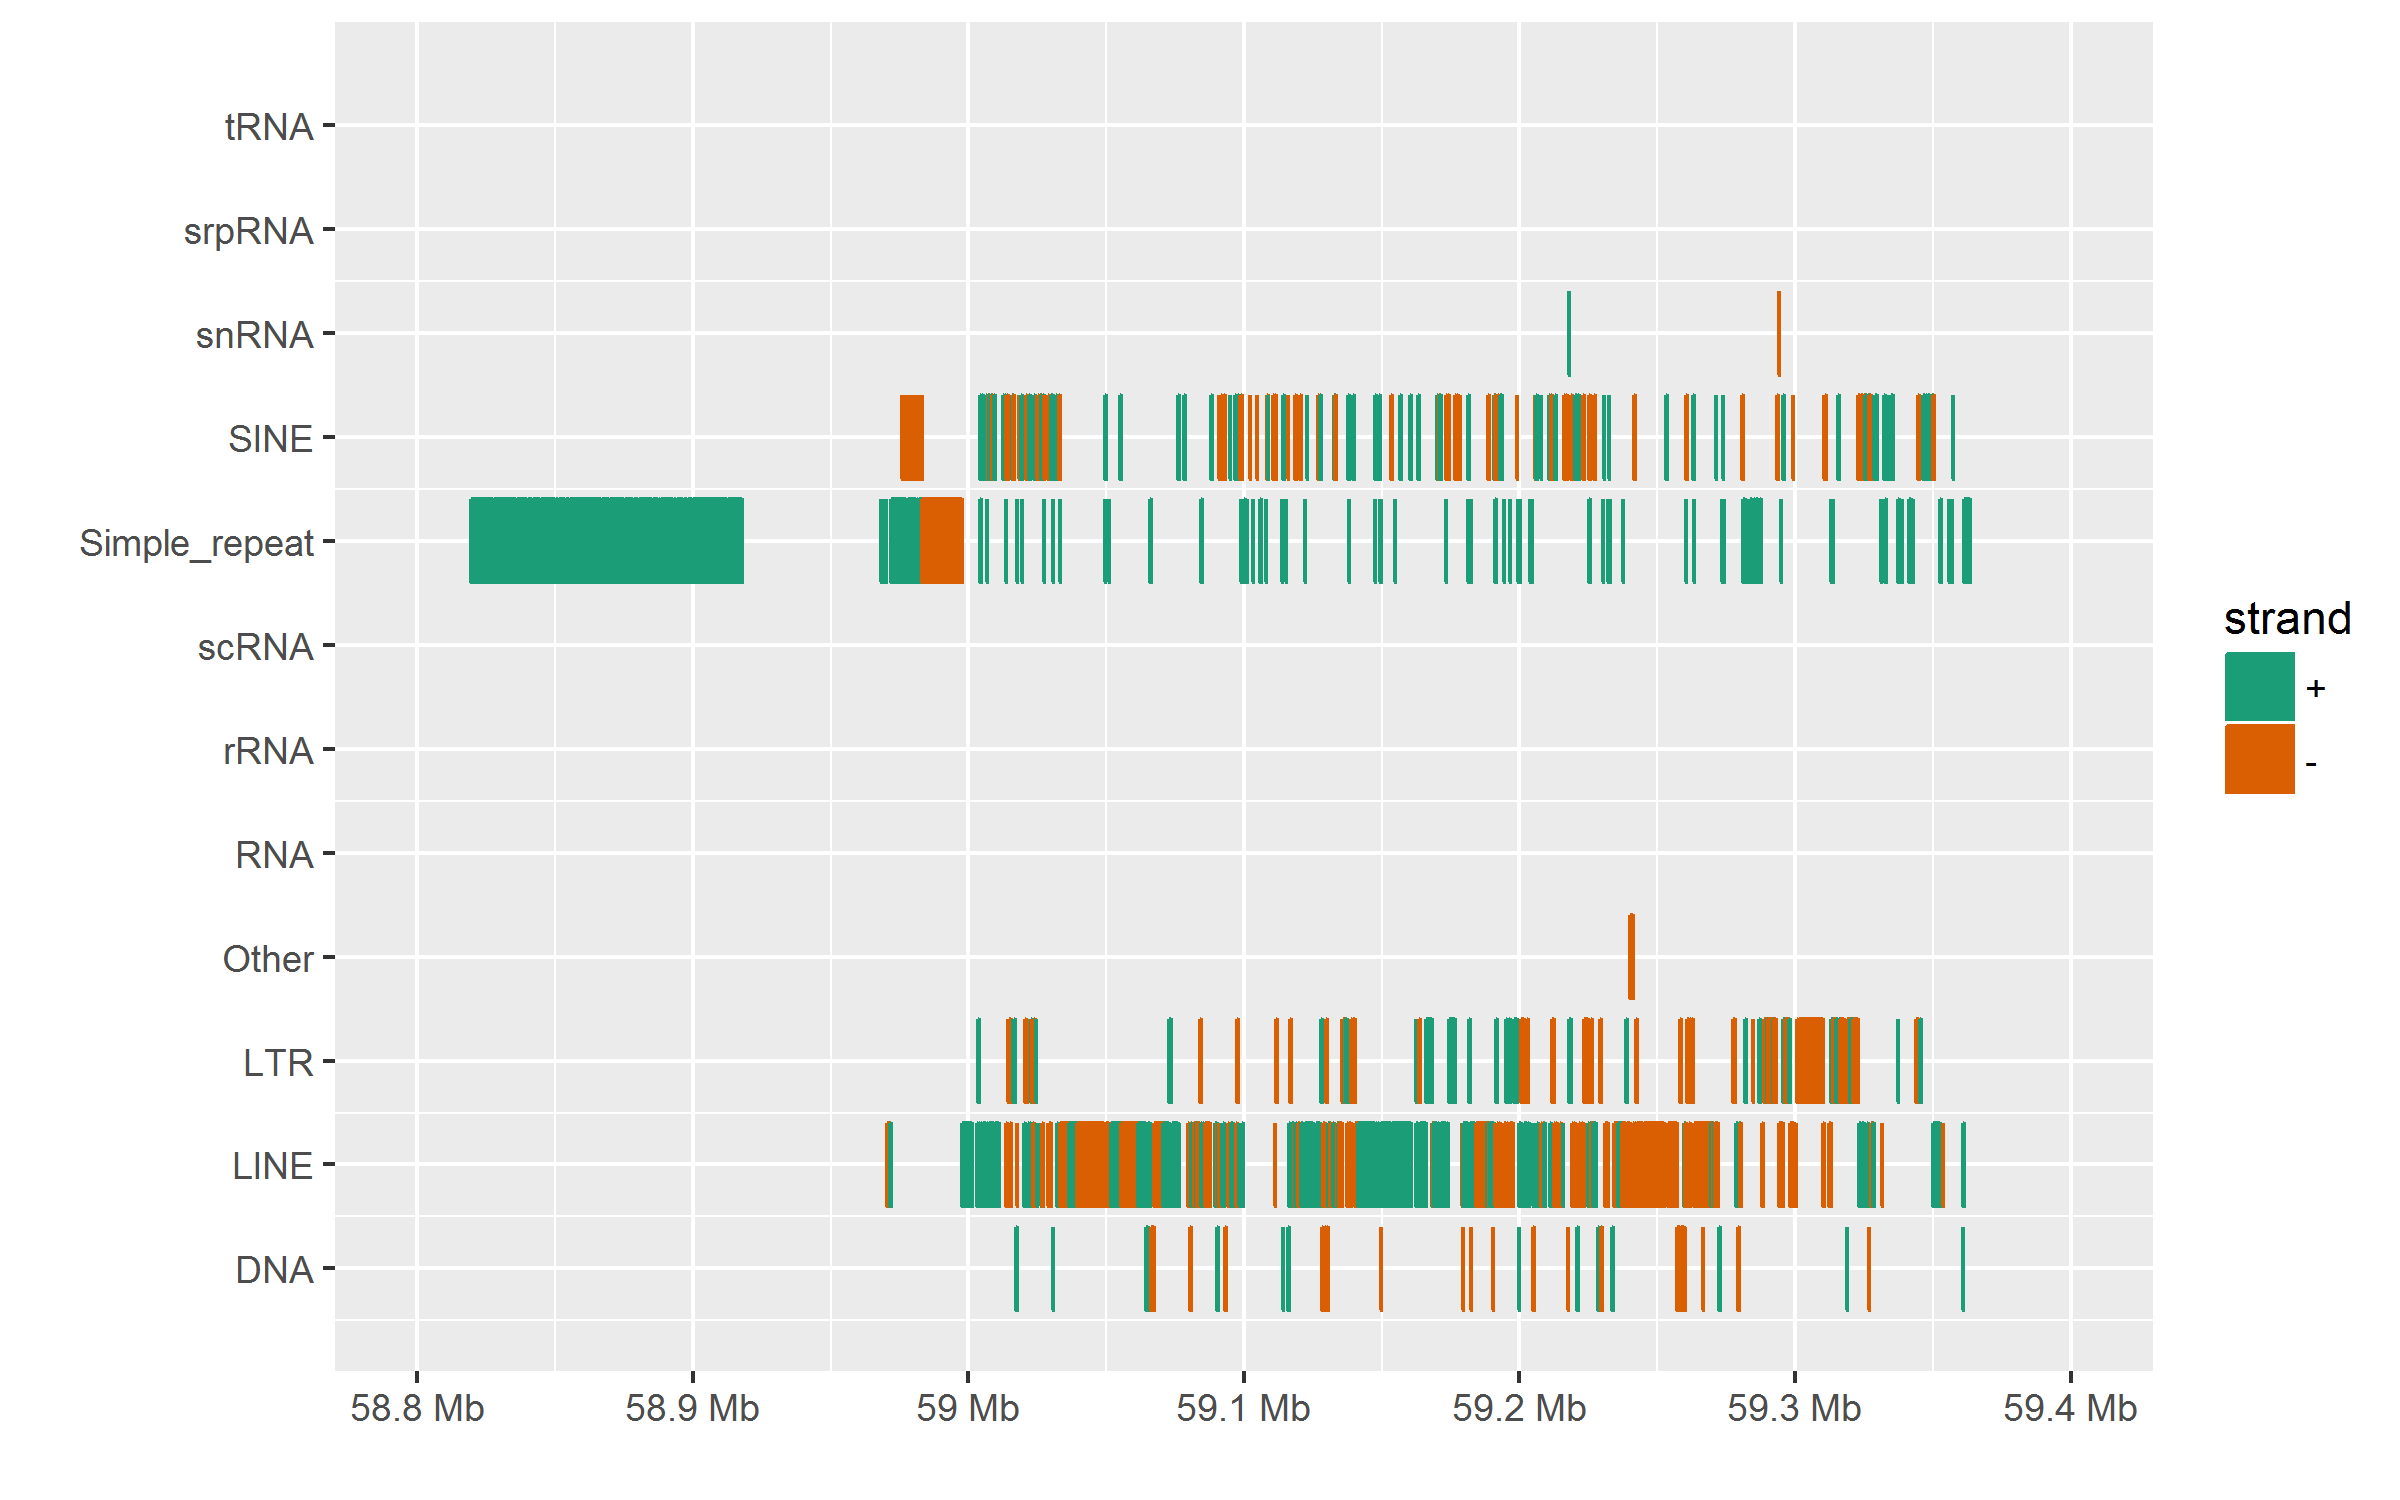 tRNA
srpRNA
snRNA
SINE
Simple_repeat
scRNA
rRNA
RNA
Other
LTR
LINE
DNA
58.8 Mb 58.9 Mb 59 Mb 59.1 Mb 59.2 Mb 59.3 Mb 59.4 Mb
strand
+
-